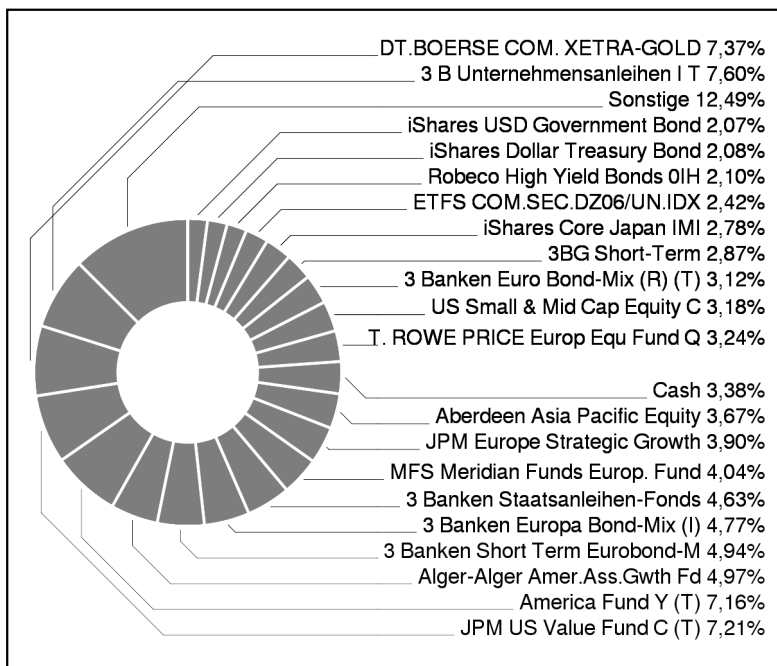 DT.BOERSE COM. XETRA-GOLD 7,37%
3 B Unternehmensanleihen I T 7,60%
Sonstige 12,49%
iShares USD Government Bond 2,07%
iShares Dollar Treasury Bond 2,08%
Robeco High Yield Bonds 0IH 2,10%
ETFS COM.SEC.DZ06/UN.IDX 2,42%
iShares Core Japan IMI 2,78%
3BG Short-Term 2,87%
3 Banken Euro Bond-Mix (R) (T) 3,12%
US Small & Mid Cap Equity C 3,18%
T. ROWE PRICE Europ Equ Fund Q 3,24%
Cash 3,38%
Aberdeen Asia Pacific Equity 3,67%
JPM Europe Strategic Growth 3,90%
MFS Meridian Funds Europ. Fund 4,04%
3 Banken Staatsanleihen-Fonds 4,63%
3 Banken Europa Bond-Mix (I) 4,77%
3 Banken Short Term Eurobond-M 4,94%
Alger-Alger Amer.Ass.Gwth Fd 4,97%
America Fund Y (T) 7,16%
JPM US Value Fund C (T) 7,21%